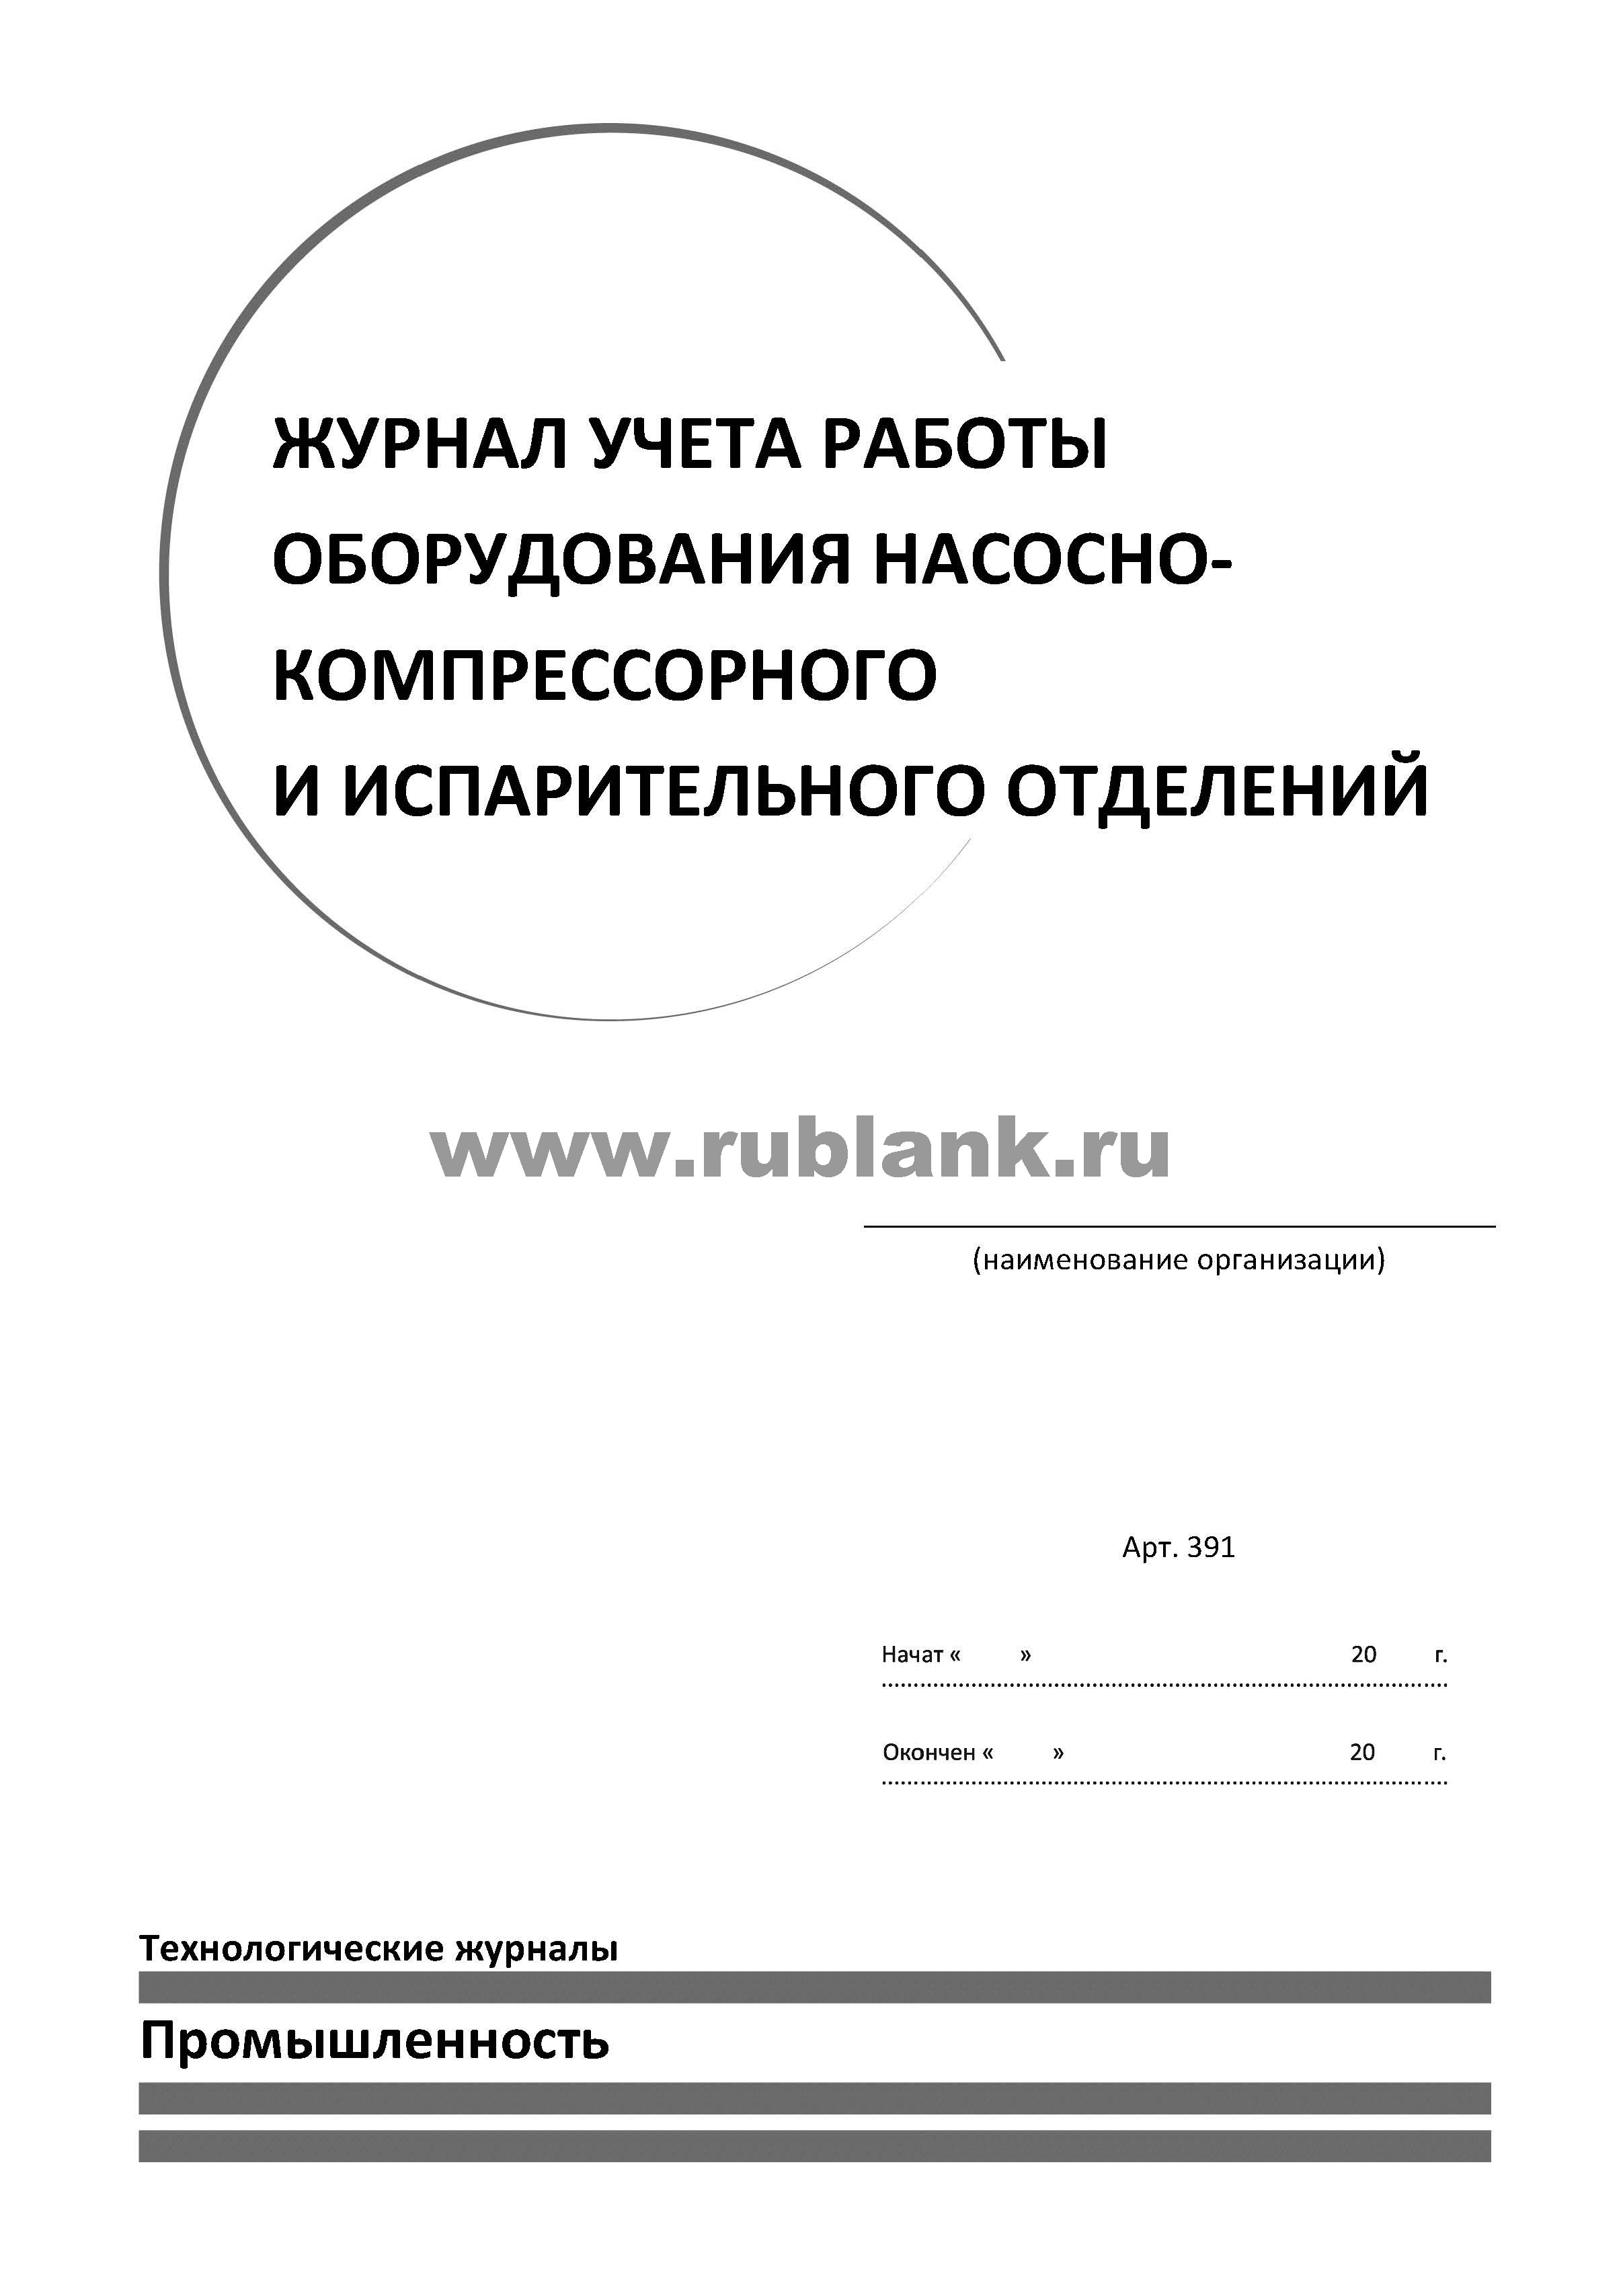 ЖУРНАЛ УЧЕТА РАБОТЫ
ОБОРУДОВАНИЯ НАСОСНО-
КОМПРЕССОРНОГО
И ИСПАРИТЕЛЬНОГО ОТДЕЛЕНИЙ
www.rublank.ru
(наименование организации)
Арт. 391
Начат « » 20 г.
Окончен « » 20 г.
Технологические журналы
Промышленность